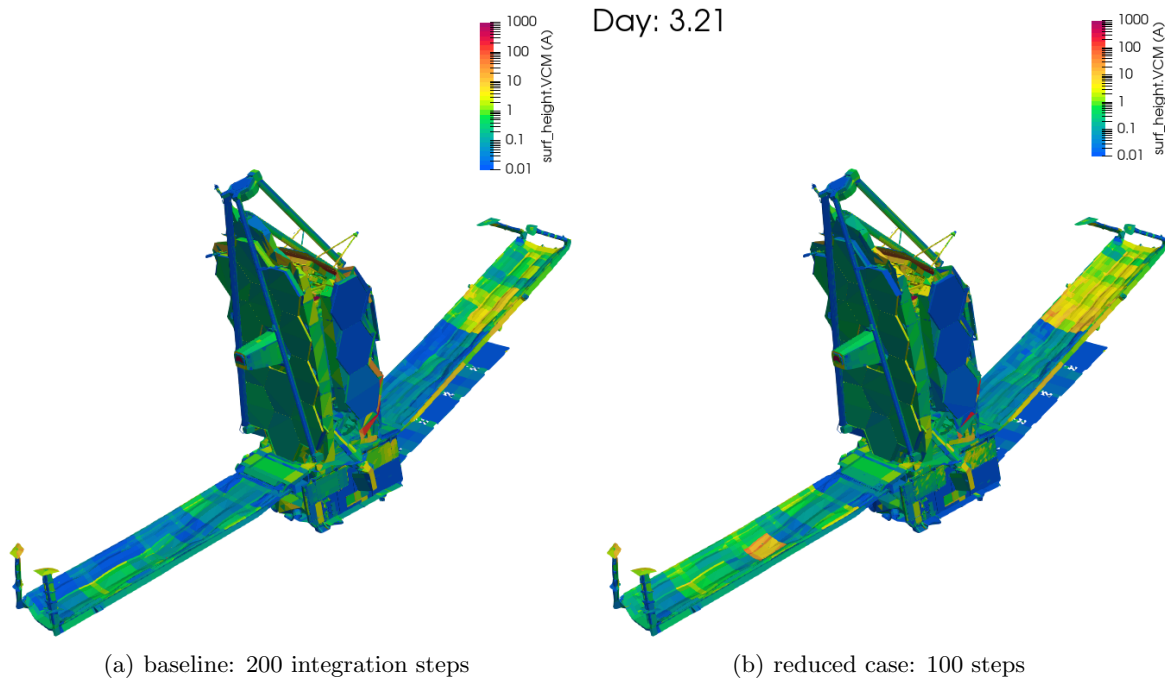 Day: 3.21
1000
100
10
1
0.1
0.01
surf_height.VCM (A)
1000
100
10
1
0.1
0.01
surf_height.VCM (A)
(a) baseline: 200 integration steps
(b) reduced case: 100 steps